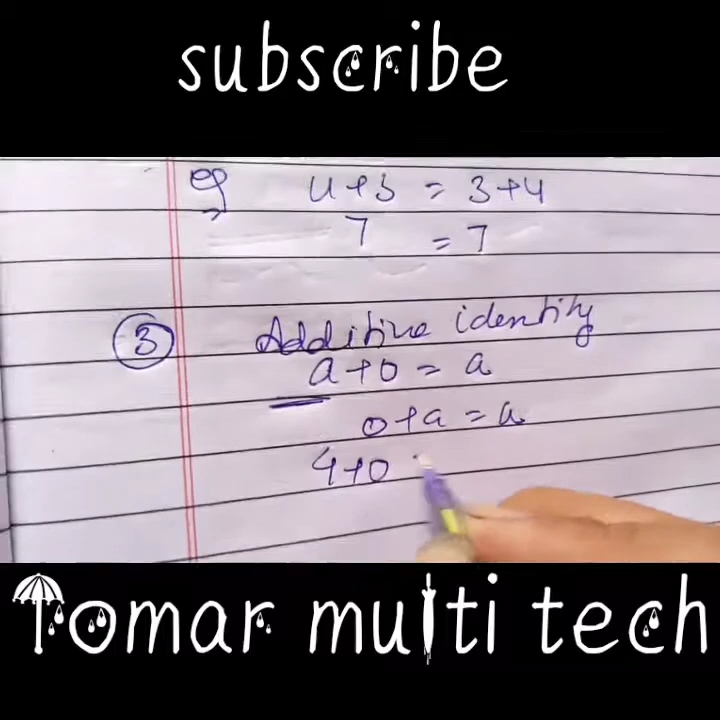 subscribe
eg 4+3 = 3+4
7 = 7
3 Additive identity
a+0 = a
0+a = a
4+0
Tomar multi tech